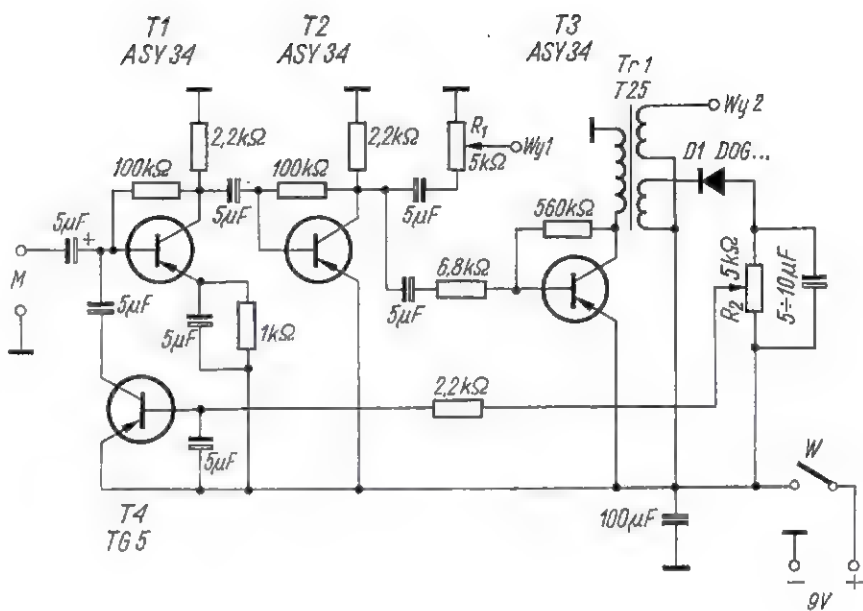 T1
ASY 34
T2
ASY 34
T3
ASY 34
Tr 1
T 25
Wy 2
2,2kΩ
2,2kΩ
R1
5kΩ
Wy1
D1 DOG...
100kΩ
5µF
100kΩ
5µF
560kΩ
5µF
+
M
5µF
5µF
1kΩ
5µF
6,8kΩ
5kΩ
R2
5÷10µF
2,2kΩ
5µF
T4
TG 5
100µF
W
-
+
9V